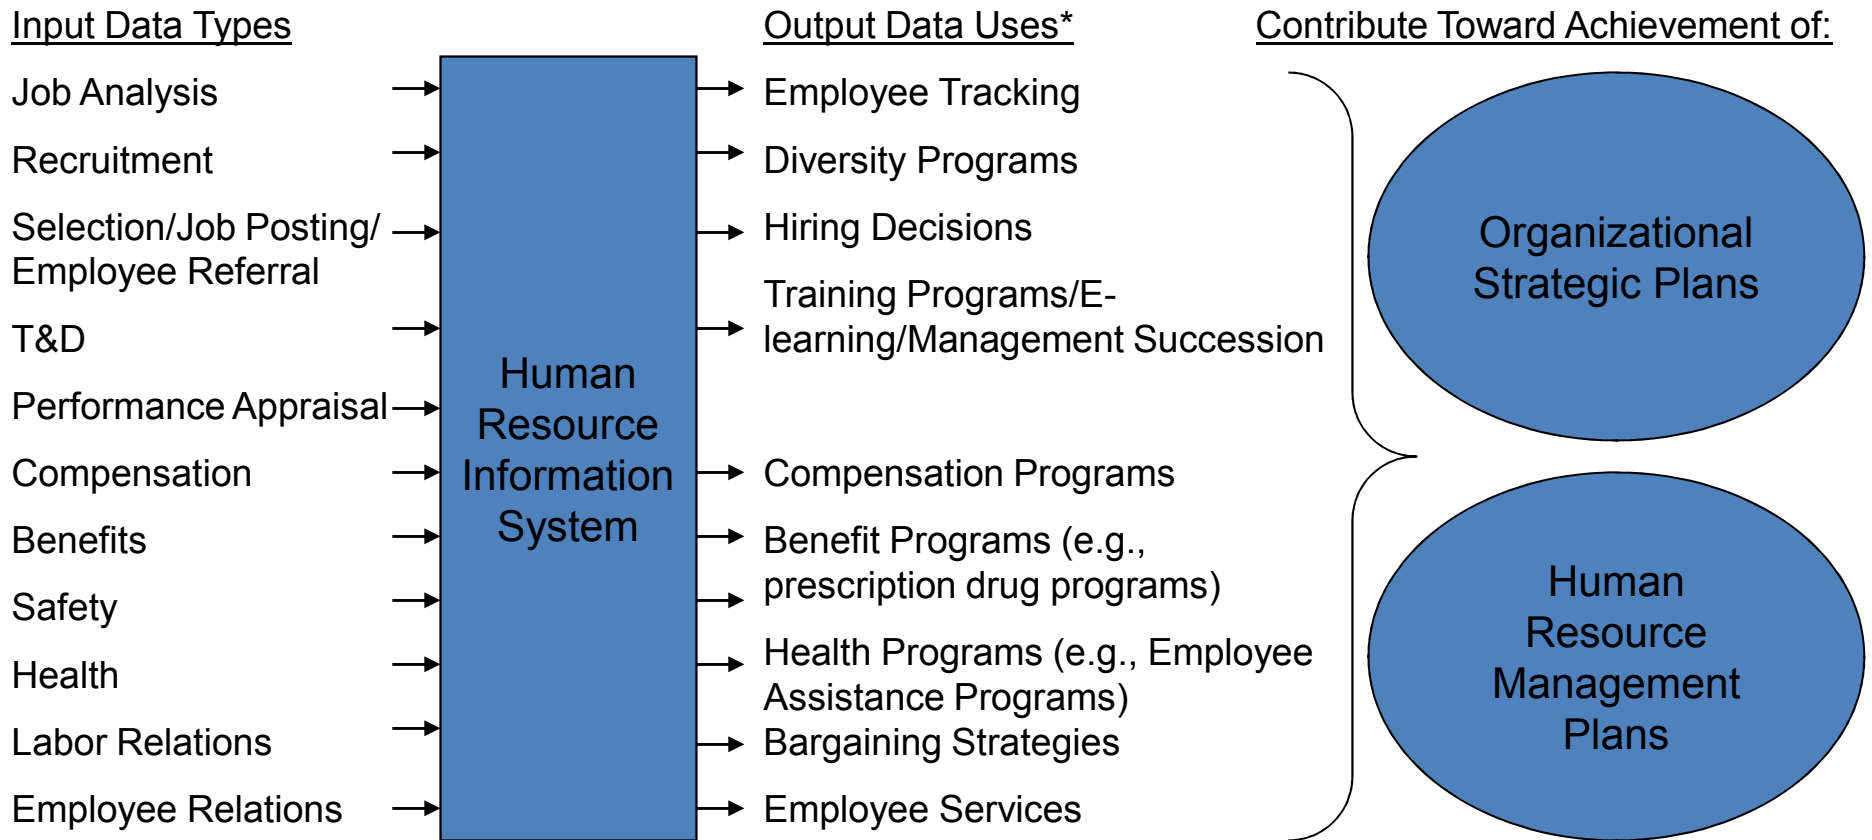 Input Data Types
Job Analysis
Recruitment
Selection/Job Posting/
Employee Referral
T&D
Performance Appraisal
Compensation
Benefits
Safety
Health
Labor Relations
Employee Relations
Human
Resource
Information
System
Output Data Uses*
Employee Tracking
Diversity Programs
Hiring Decisions
Training Programs/E-
learning/Management Succession
Compensation Programs
Benefit Programs (e.g.,
prescription drug programs)
Health Programs (e.g., Employee
Assistance Programs)
Bargaining Strategies
Employee Services
Contribute Toward Achievement of:
Organizational
Strategic Plans
Human
Resource
Management
Plans